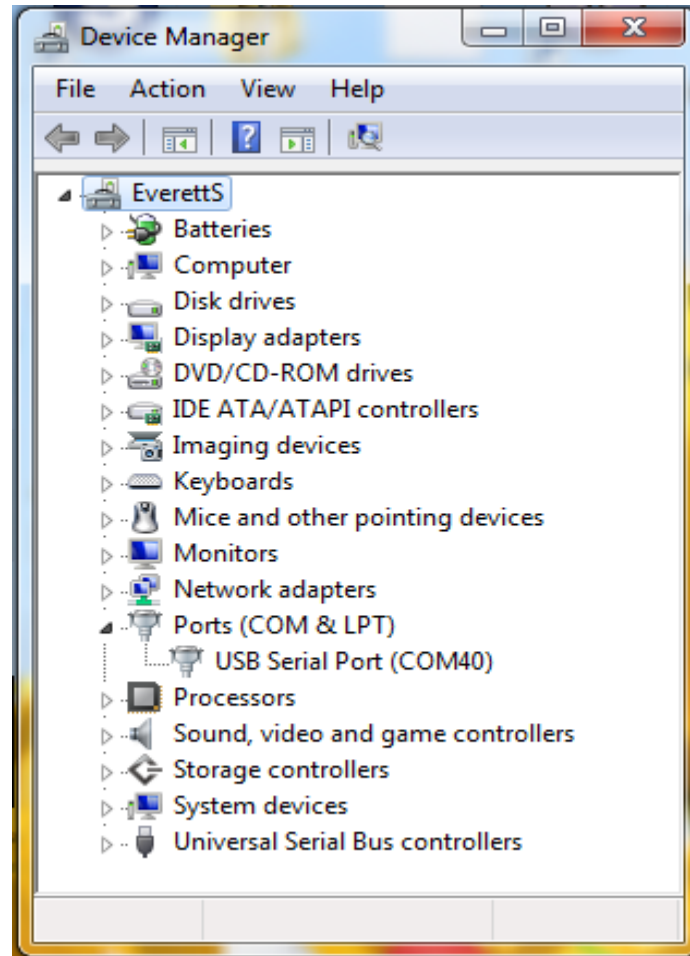 Device Manager
File Action View Help
EverettS
Batteries
Computer
Disk drives
Display adapters
DVD/CD-ROM drives
IDE ATA/ATAPI controllers
Imaging devices
Keyboards
Mice and other pointing devices
Monitors
Network adapters
Ports (COM & LPT)
USB Serial Port (COM40)
Processors
Sound, video and game controllers
Storage controllers
System devices
Universal Serial Bus controllers